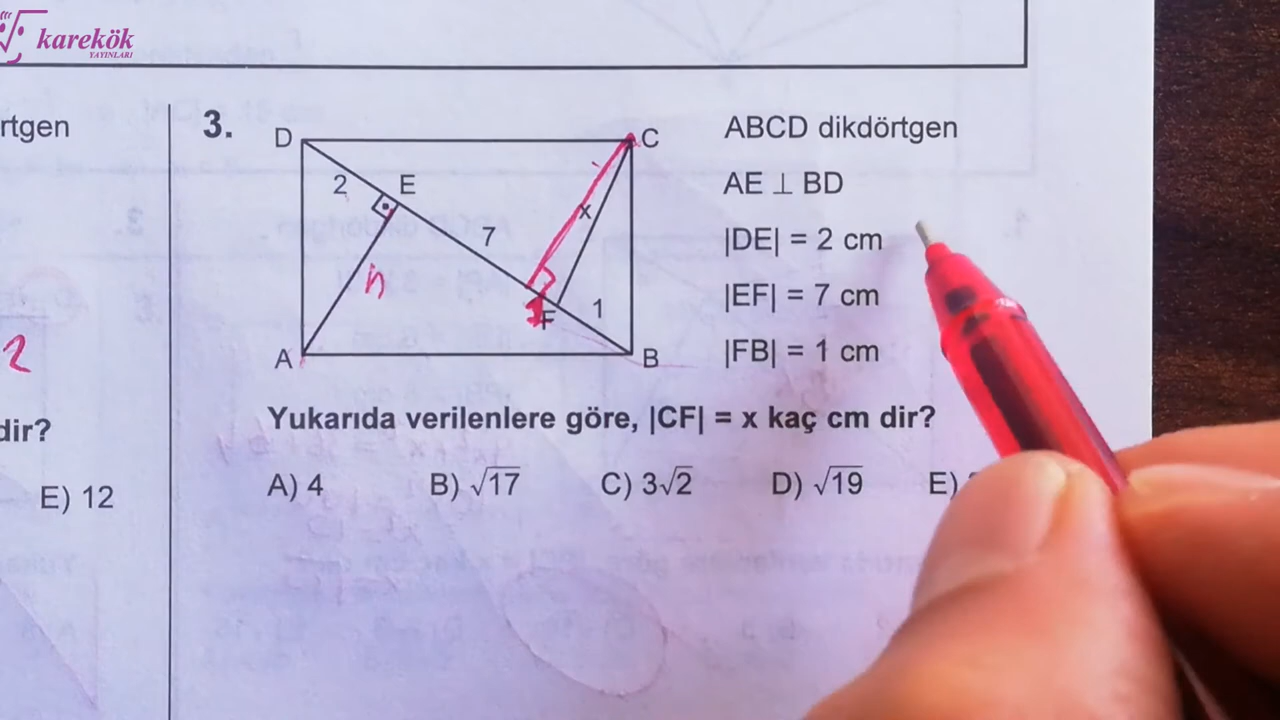 karekök
YAYINLARI
rtgen
2
dir?
E) 12
3.
D
C
2
E
7
x
h
F
1
A
B
ABCD dikdörtgen
AE ⊥ BD
|DE| = 2 cm
|EF| = 7 cm
|FB| = 1 cm
Yukarıda verilenlere göre, |CF| = x kaç cm dir?
A) 4 B) √17 C) 3√2 D) √19 E)